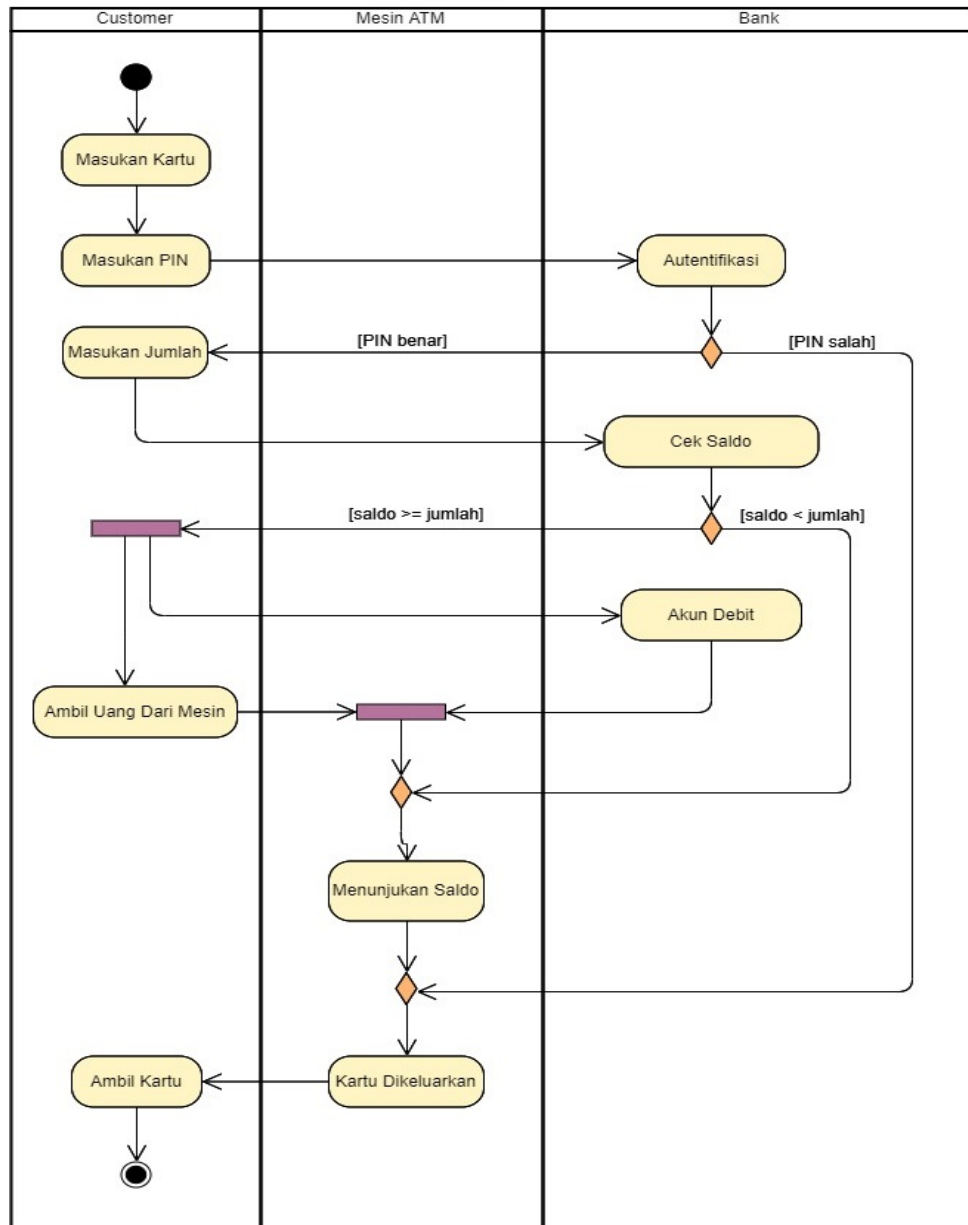 Customer
Mesin ATM
Bank
Masukan Kartu
Masukan PIN
Autentifikasi
Masukan Jumlah
[PIN benar]
[PIN salah]
Cek Saldo
[saldo >= jumlah]
[saldo < jumlah]
Akun Debit
Ambil Uang Dari Mesin
Menunjukan Saldo
Ambil Kartu
Kartu Dikeluarkan